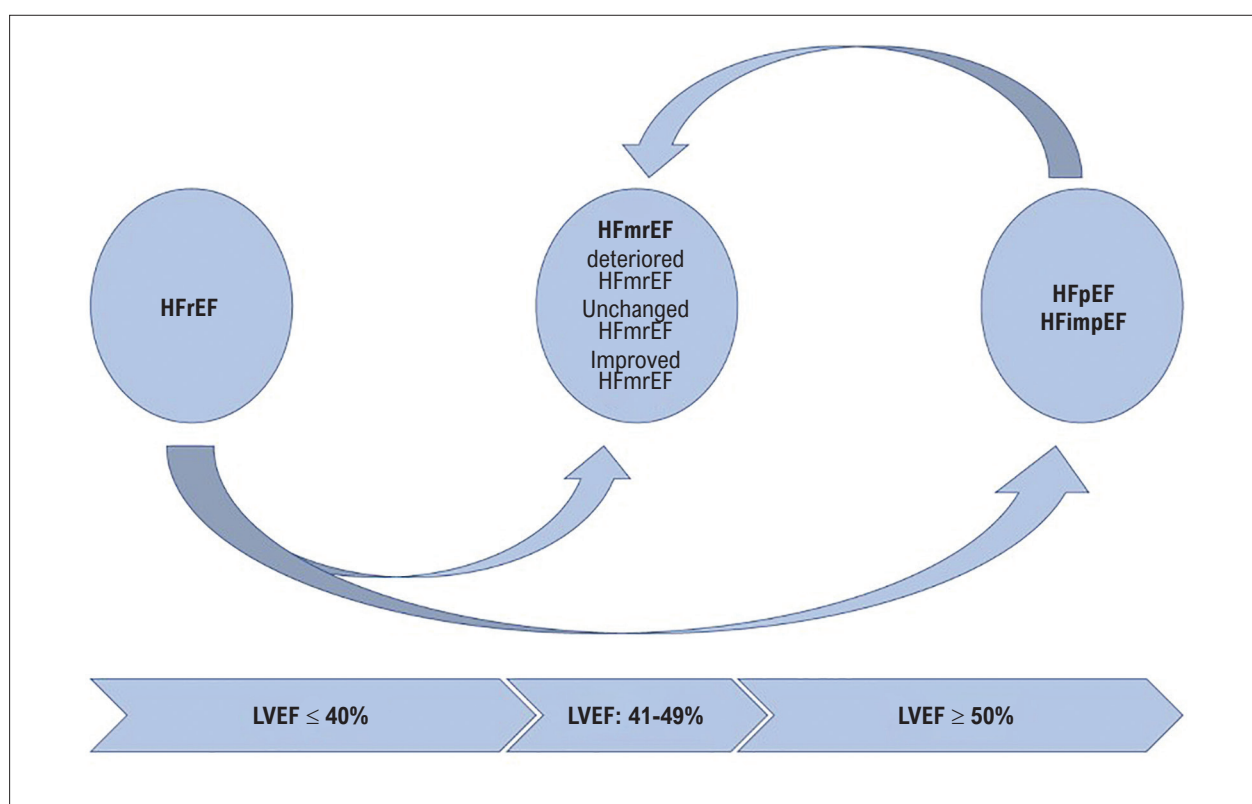 HFrEF
HFmrEF
deteriored
HFmrEF
Unchanged
HFmrEF
Improved
HFmrEF
HFpEF
HFimpEF
LVEF ≤ 40%
LVEF: 41-49%
LVEF ≥ 50%